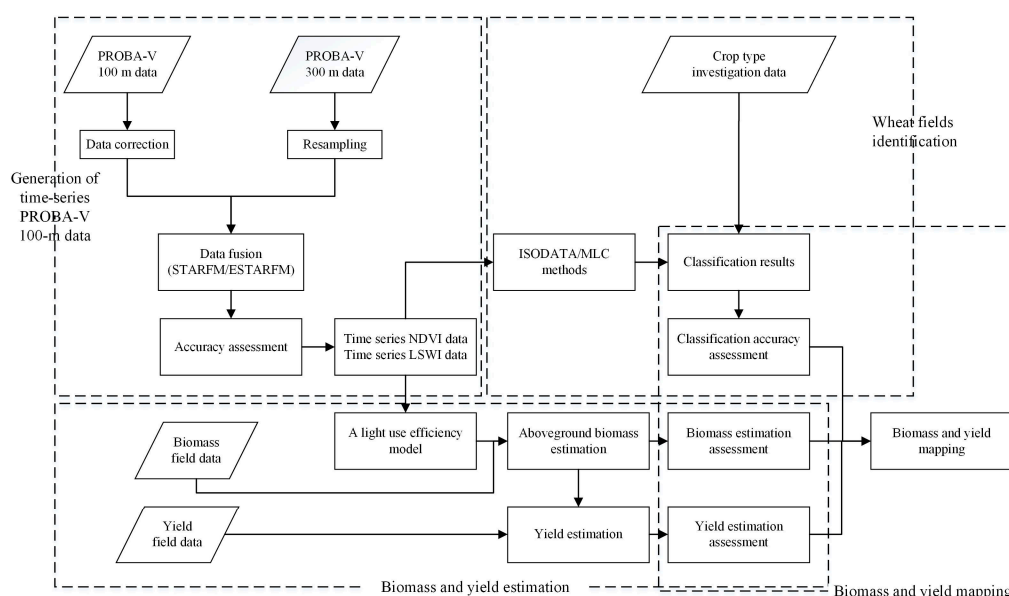 PROBA-V
100 m data
PROBA-V
300 m data
Crop type
investigation data
Data correction
Resampling
Wheat fields
identification
Generation of
time-series
PROBA-V
100-m data
Data fusion
(STARFM/ESTARFM)
ISODATA/MLC
methods
Classification results
Accuracy assessment
Time series NDVI data
Time series LSWI data
Classification accuracy
assessment
Biomass
field data
A light use efficiency
model
Aboveground biomass
estimation
Biomass estimation
assessment
Biomass and yield
mapping
Yield
field data
Yield estimation
Yield estimation
assessment
Biomass and yield estimation
Biomass and yield mapping